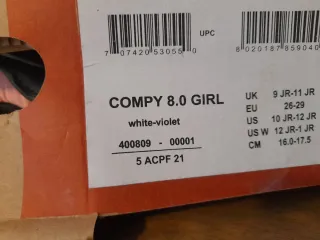 7 07420 53055 0
UPC
8 020187 859040
COMPY 8.0 GIRL
white-violet
400809 - 00001
5 ACPF 21
UK 9 JR-11 JR
EU 26-29
US 10 JR-12 JR
US W 12 JR-1 JR
CM 16.0-17.5